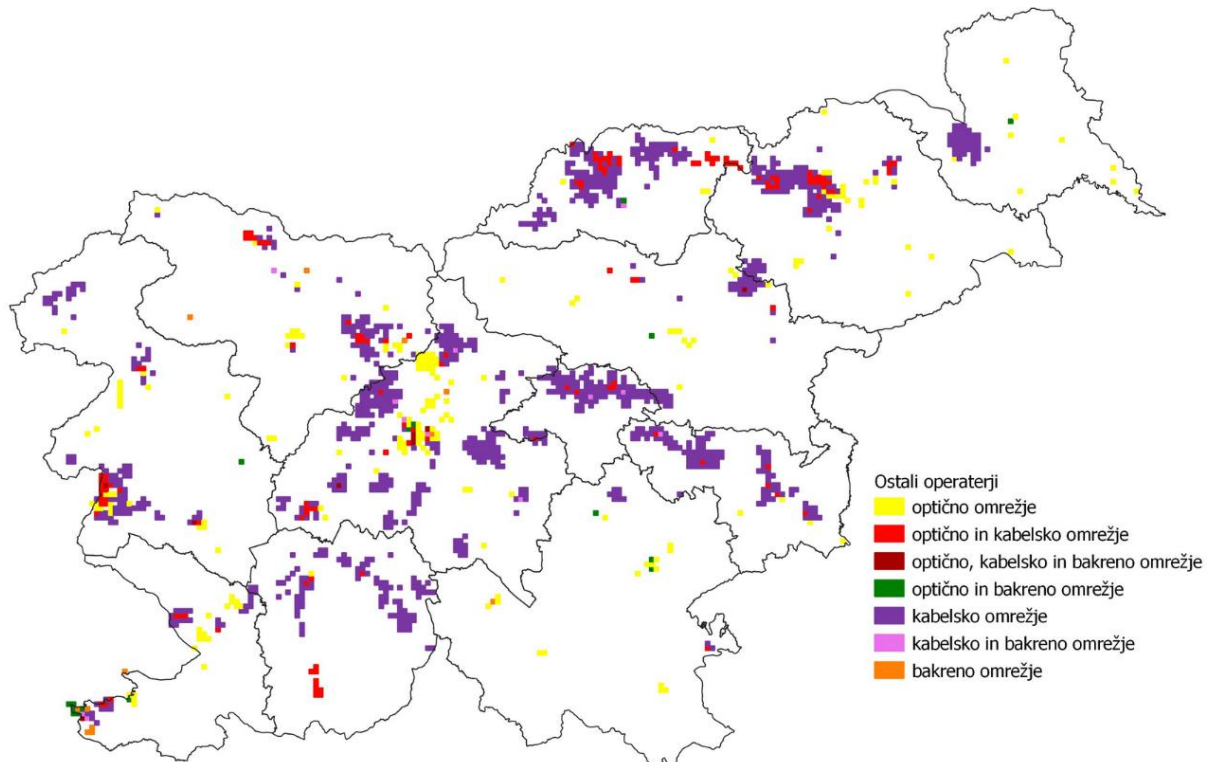 Ostali operaterji
optično omrežje
optično in kabelsko omrežje
optično, kabelsko in bakreno omrežje
optično in bakreno omrežje
kabelsko omrežje
kabelsko in bakreno omrežje
bakreno omrežje